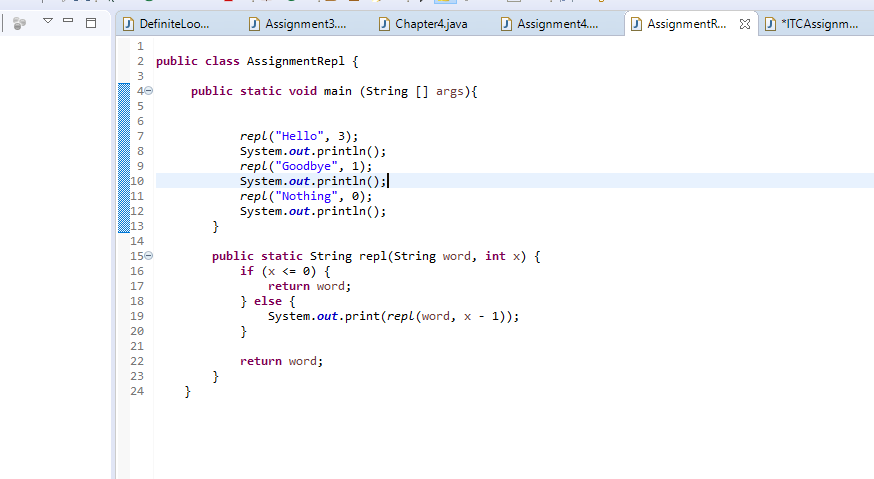 DefiniteLoo...
Assignment3....
Chapter4.java
Assignment4....
AssignmentR...
*ITCAssignm...
1
2 public class AssignmentRepl {
3
4 public static void main (String [] args){
5
6
7 repl("Hello", 3);
8 System.out.println();
9 repl("Goodbye", 1);
10 System.out.println();
11 repl("Nothing", 0);
12 System.out.println();
13 }
14
15 public static String repl(String word, int x) {
16 if (x <= 0) {
17 return word;
18 } else {
19 System.out.print(repl(word, x - 1));
20 }
21
22 return word;
23 }
24 }